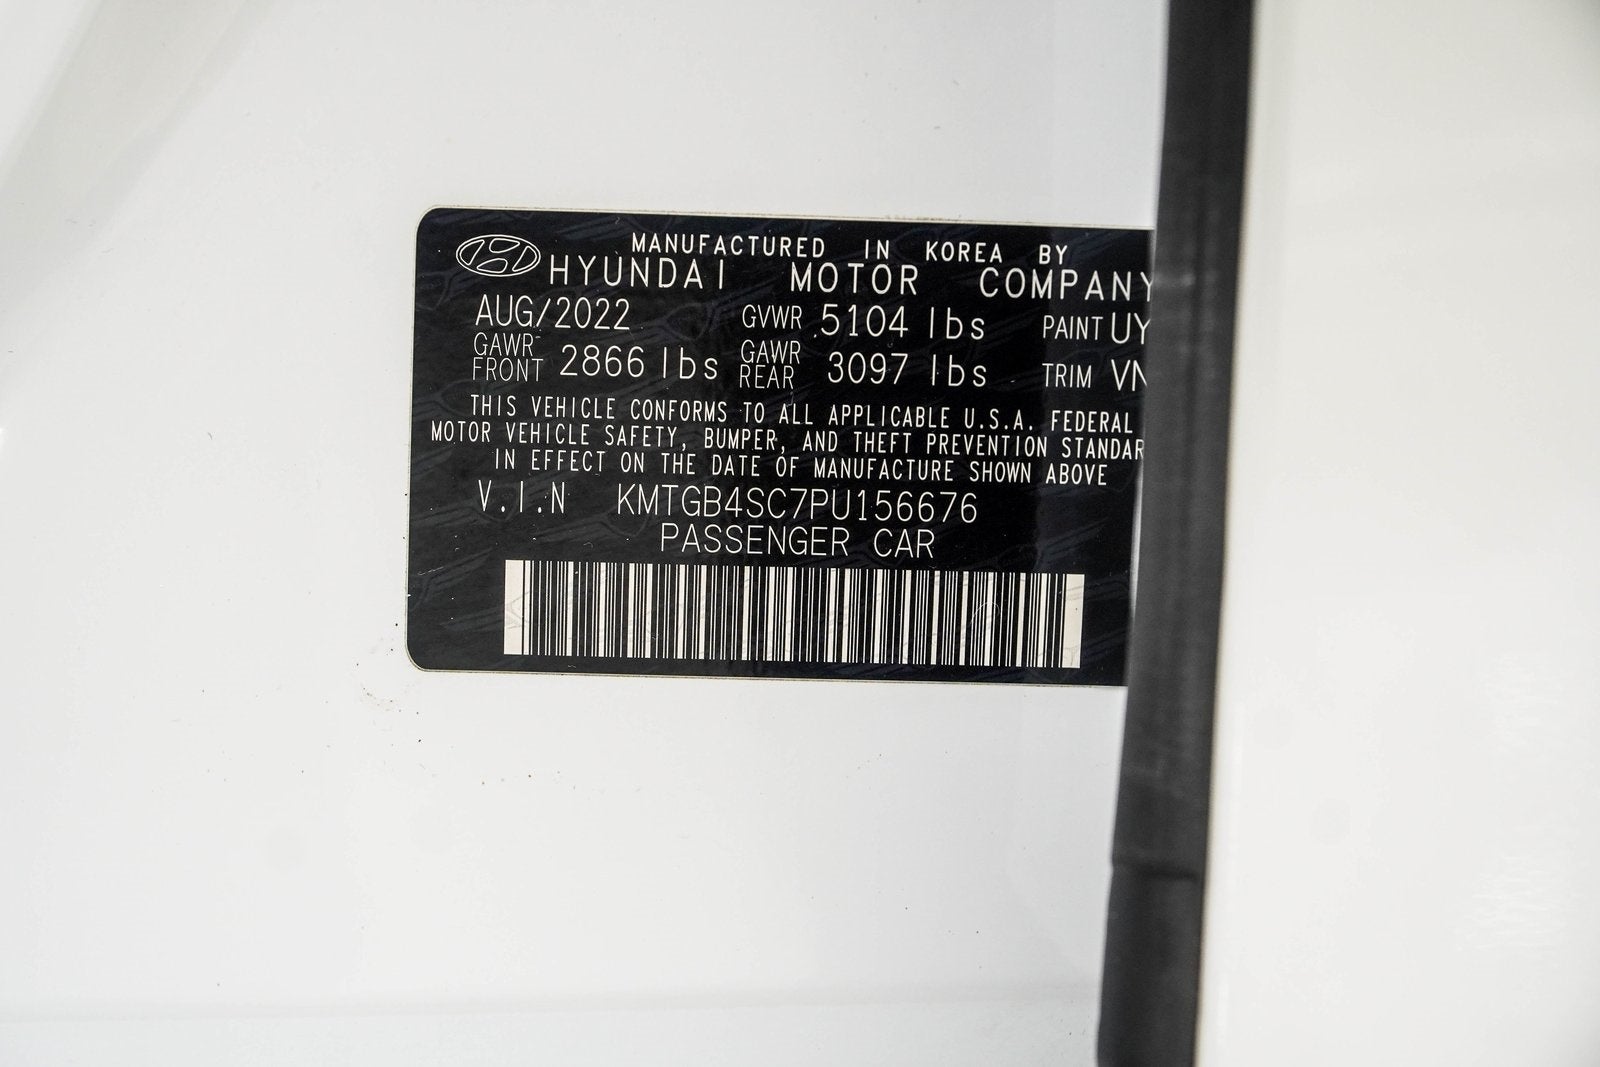 MANUFACTURED IN KOREA BY
HYUNDAI MOTOR COMPANY
AUG/2022 GVWR 5104 lbs PAINT UY
GAWR FRONT 2866 lbs GAWR REAR 3097 lbs TRIM
THIS VEHICLE CONFORMS TO ALL APPLICABLE U.S.A. FEDERAL
MOTOR VEHICLE SAFETY, BUMPER, AND THEFT PREVENTION STANDAR
IN EFFECT ON THE DATE OF MANUFACTURE SHOWN ABOVE
V.I.N KMTGB4SC7PU156676
PASSENGER CAR